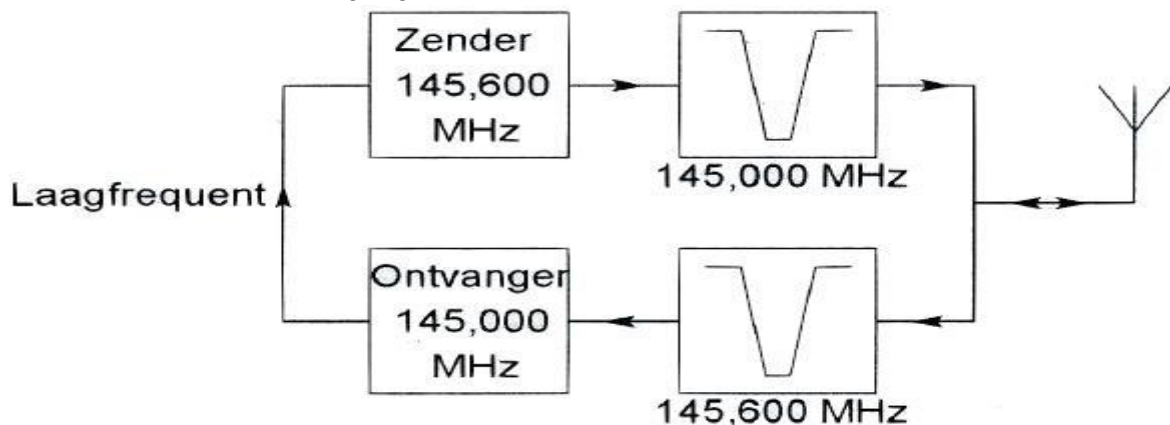 Zender
145,600
MHz
145,000 MHz
Laagfrequent
Ontvanger
145,000
MHz
145,600 MHz